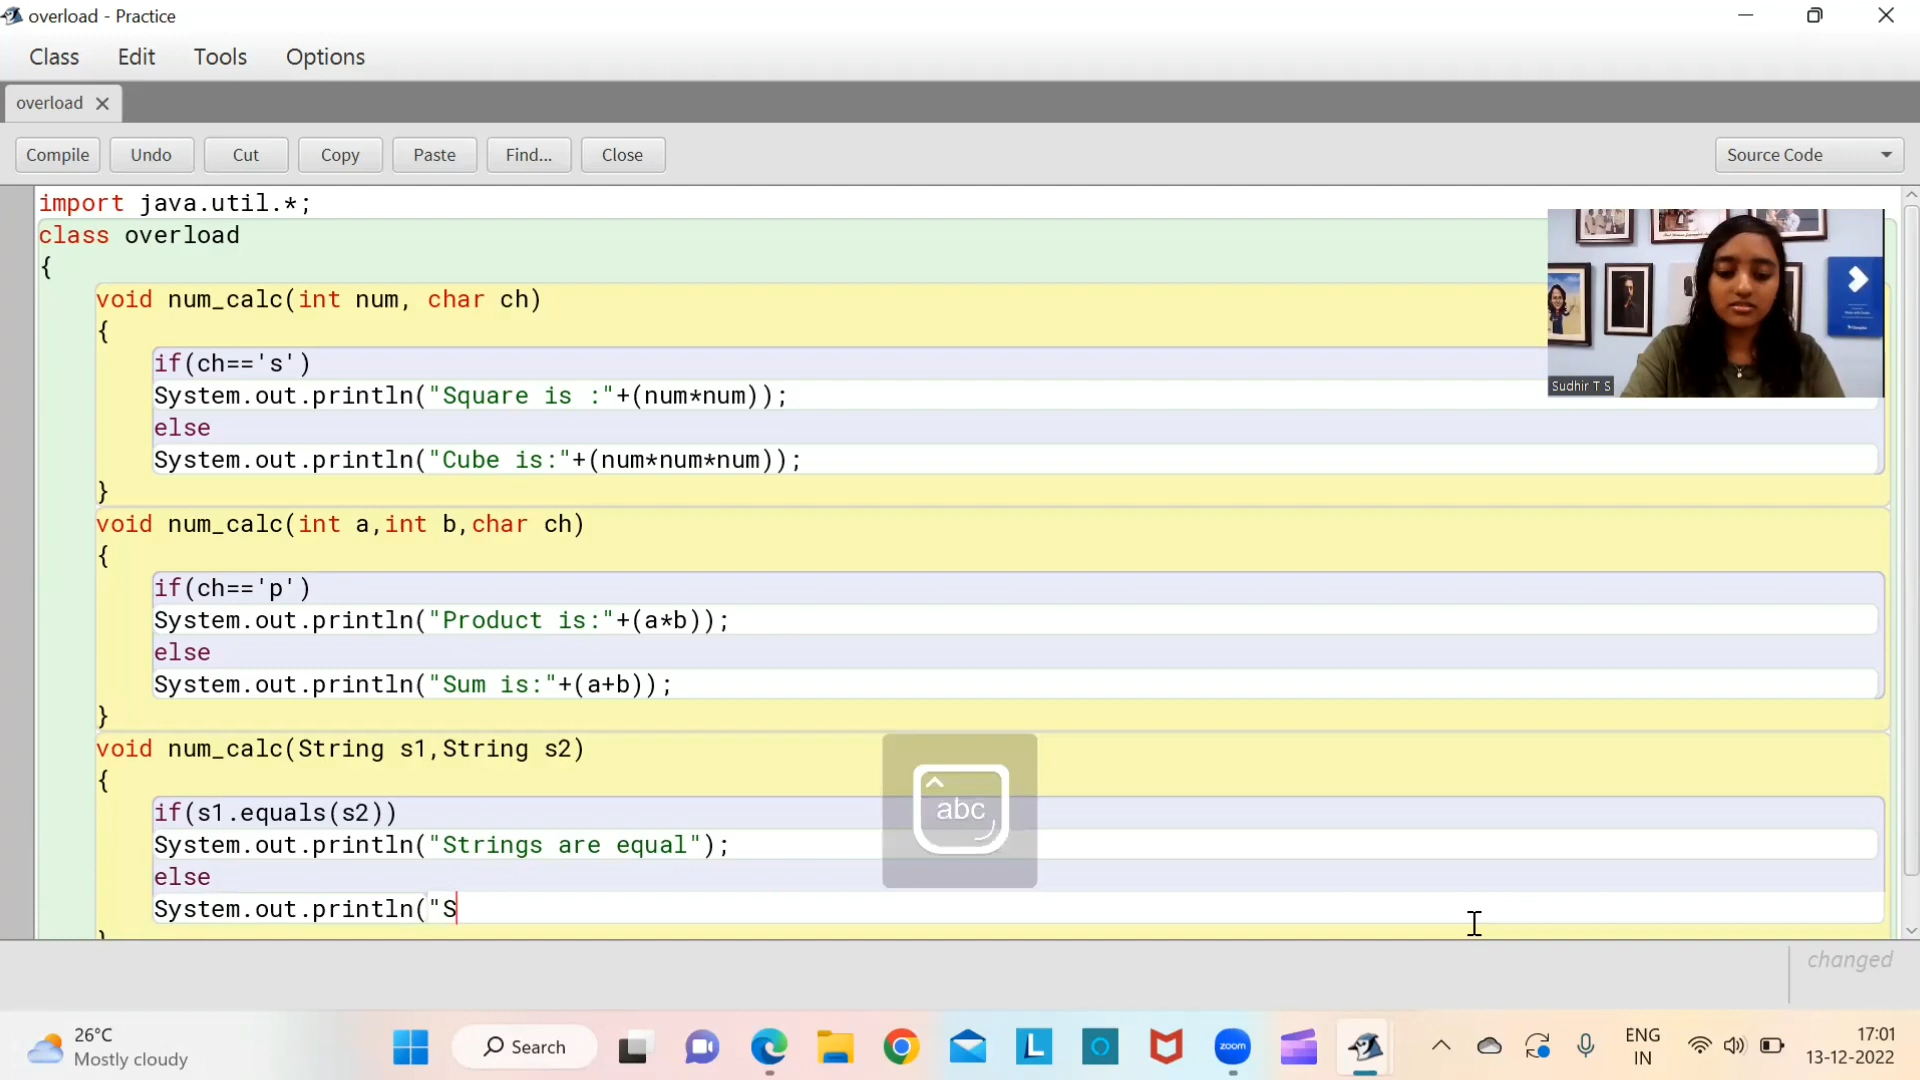 overload - Practice
Class Edit Tools Options
overload
Compile Undo Cut Copy Paste Find... Close Source Code
import java.util.*;
class overload
{
void num_calc(int num, char ch)
{
if(ch=='s')
System.out.println("Square is :"+(num*num));
else
System.out.println("Cube is:"+(num*num*num));
}
void num_calc(int a,int b,char ch)
{
if(ch=='p')
System.out.println("Product is:"+(a*b));
else
System.out.println("Sum is:"+(a+b));
}
void num_calc(String s1,String s2)
{
if(s1.equals(s2))
System.out.println("Strings are equal");
else
System.out.println("S
}
Sudhir T S
abc
changed
26°C
Mostly cloudy
Search
L
zoom
ENG
IN
17:01
13-12-2022